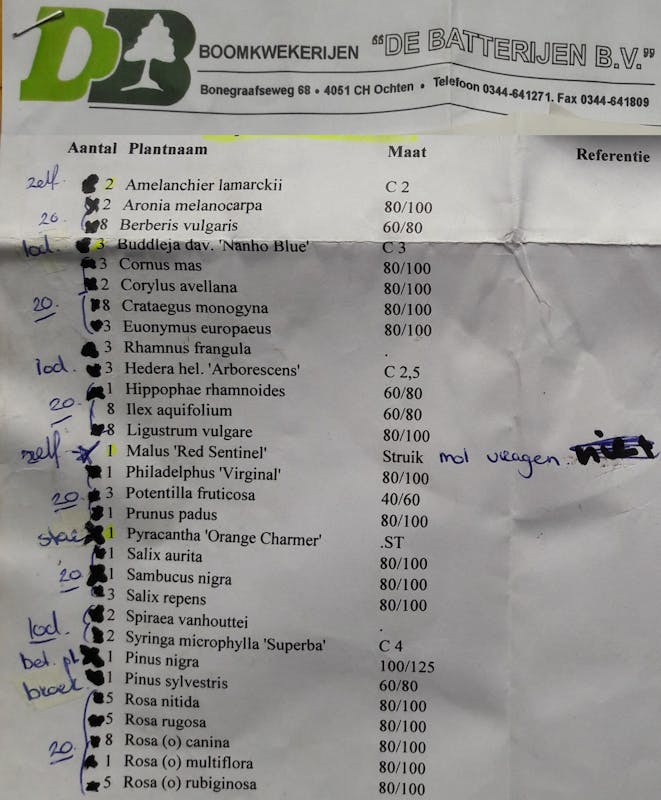 DB BOOMKWEKERIJEN "DE BATTERIJEN B.V."
Bonegraafseweg 68 • 4051 CH Ochten • Telefoon 0344-641271. Fax 0344-641809
Aantal Plantnaam Maat Referentie
zelf. 2 Amelanchier lamarckii C 2
2 Aronia melanocarpa 80/100
20. 8 Berberis vulgaris 60/80
lod. 3 Buddleja dav. 'Nanho Blue' C 3
3 Cornus mas 80/100
2 Corylus avellana 80/100
20. 8 Crataegus monogyna 80/100
3 Euonymus europaeus 80/100
3 Rhamnus frangula .
lod. 3 Hedera hel. 'Arborescens' C 2,5
1 Hippophae rhamnoides 60/80
20. 8 Ilex aquifolium 60/80
8 Ligustrum vulgare 80/100
zelf 1 Malus 'Red Sentinel' Struik mol vragen.
1 Philadelphus 'Virginal' 80/100
20. 3 Potentilla fruticosa 40/60
1 Prunus padus 80/100
1 Pyracantha 'Orange Charmer' .ST
1 Salix aurita 80/100
20. 1 Sambucus nigra 80/100
3 Salix repens 80/100
2 Spiraea vanhouttei .
lod. 2 Syringa microphylla 'Superba' C 4
bel. pl 1 Pinus nigra 100/125
broek. 1 Pinus sylvestris 60/80
5 Rosa nitida 80/100
5 Rosa rugosa 80/100
20. 8 Rosa (o) canina 80/100
1 Rosa (o) multiflora 80/100
5 Rosa (o) rubiginosa 80/100